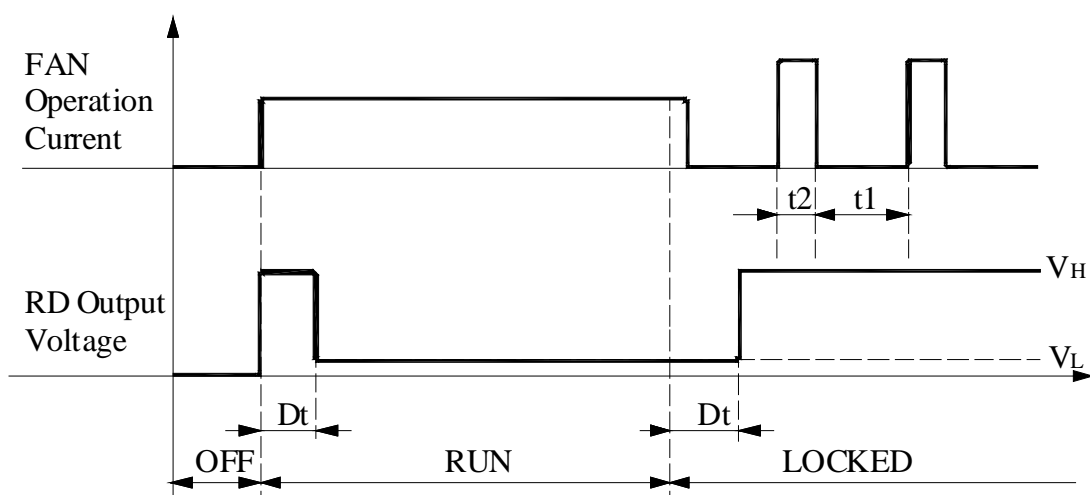 FAN
Operation
Current
t2
t1
VH
RD Output
Voltage
VL
Dt
Dt
OFF
RUN
LOCKED